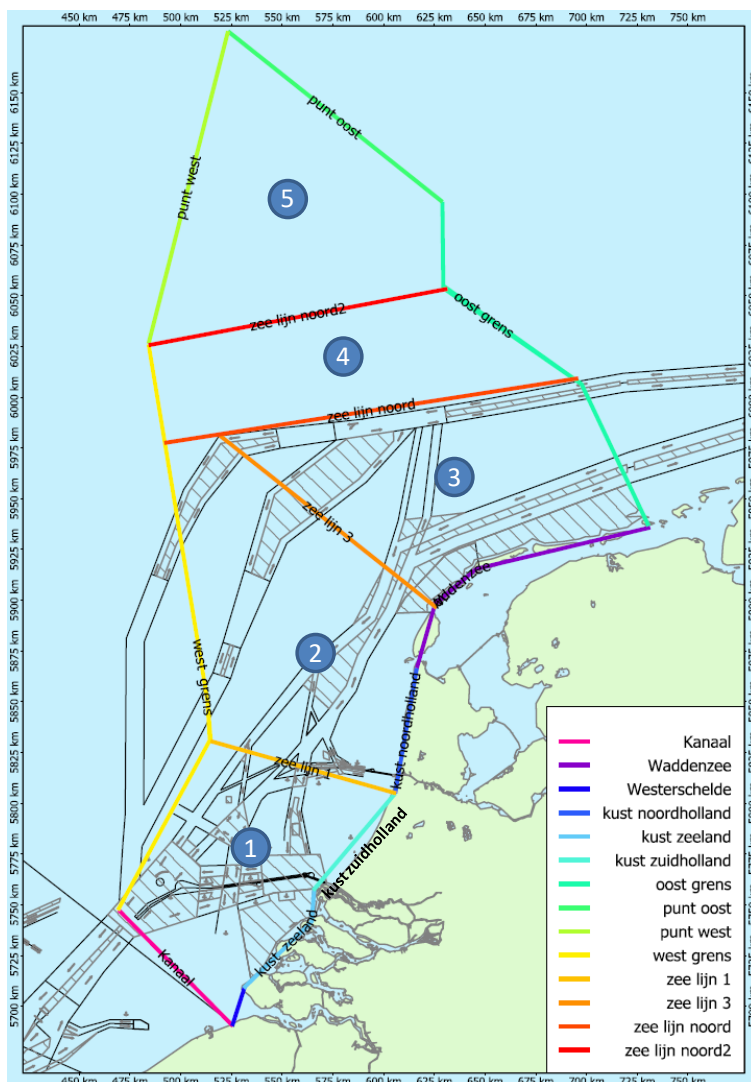 450 km 475 km 500 km 525 km 550 km 575 km 600 km 625 km 650 km 675 km 700 km 725 km 750 km
6150 km
6125 km
6100 km
6075 km
6050 km
6025 km
6000 km
5975 km
5950 km
5925 km
5900 km
5875 km
5850 km
5825 km
5800 km
5775 km
5750 km
5725 km
5700 km
punt oost
punt west
5
zee lijn noord2
oost grens
4
zee lijn noord
3
zee lijn 3
Waddenzee
2
west grens
kust noordholland
zee lijn 1
1
kustzuidholland
kust zeeland
Kanaal
Kanaal
Waddenzee
Westerschelde
kust noordholland
kust zeeland
kust zuidholland
oost grens
punt oost
punt west
west grens
zee lijn 1
zee lijn 3
zee lijn noord
zee lijn noord2
450 km 475 km 500 km 525 km 550 km 575 km 600 km 625 km 650 km 675 km 700 km 725 km 750 km